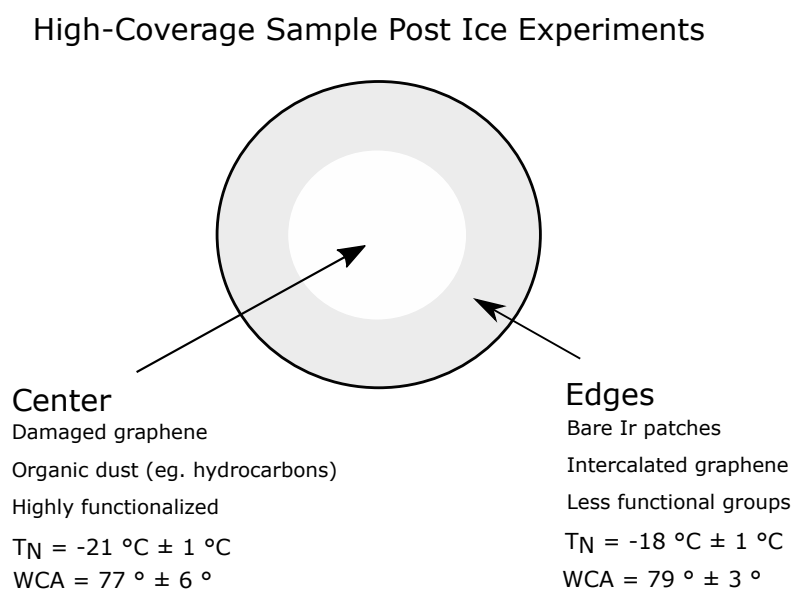 High-Coverage Sample Post Ice Experiments
Center
Damaged graphene
Organic dust (eg. hydrocarbons)
Highly functionalized
TN = -21 °C ± 1 °C
WCA = 77 ° ± 6 °
Edges
Bare Ir patches
Intercalated graphene
Less functional groups
TN = -18 °C ± 1 °C
WCA = 79 ° ± 3 °